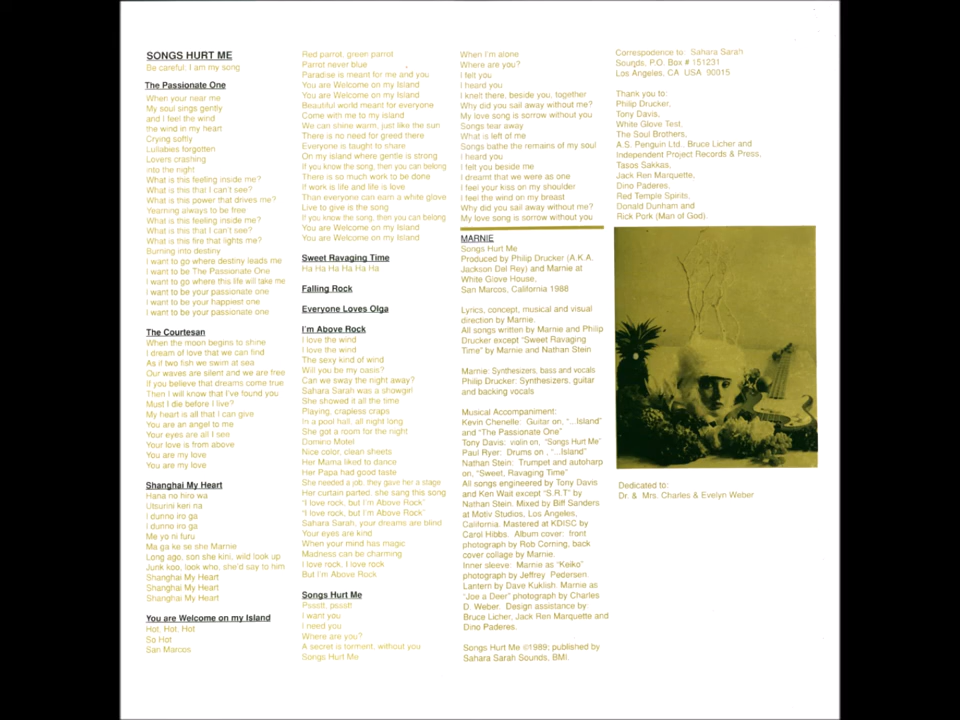 SONGS HURT ME
Be careful, I am my song
The Passionate One
When your near me
My soul sings gently
and I feel the wind
the wind in my heart
Crying softly
Lullabies forgotten
Lovers crashing
into the night
What is this feeling inside me?
What is this that I can't see?
What is this power that drives me?
Yearning always to be free
What is this feeling inside me?
What is this that I can't see?
What is this fire that lights me?
Burning into destiny
I want to go where destiny leads me
I want to be The Passionate One
I want to go where this life will take me
I want to be your passionate one
I want to be your happiest one
I want to be your passionate one
The Courtesan
When the moon begins to shine
I dream of love that we can find
As if two fish we swim at sea
Our waves are silent and we are free
If you believe that dreams come true
Then I will know that I've found you
Must I die before I live?
My heart is all that I can give
You are an angel to me
Your eyes are all I see
Your love is from above
You are my love
You are my love
Shanghai My Heart
Hana no hiro wa
Utsurini keri na
I dunno iro ga
I dunno iro ga
Me yo ni furu
Ma ga ke se she Marnie
Long ago, son she kini, wild look up
Junk koo, look who, she'd say to him
Shanghai My Heart
Shanghai My Heart
Shanghai My Heart
You are Welcome on my Island
Hot, Hot, Hot
So Hot
San Marcos
Red parrot, green parrot
Parrot never blue
Paradise is meant for me and you
You are Welcome on my Island
You are Welcome on my Island
Beautiful world meant for everyone
Come with me to my island
We can shine warm, just like the sun
There is no need for greed there
Everyone is taught to share
On my island where gentle is strong
If you know the song, then you can belong
There is so much work to be done
If work is life and life is love
Than everyone can earn a white glove
Live to give is the song
If you know the song, then you can belong
You are Welcome on my Island
You are Welcome on my Island
Sweet Ravaging Time
Ha Ha Ha Ha Ha Ha
Falling Rock
Everyone Loves Olga
I'm Above Rock
I love the wind
I love the wind
The sexy kind of wind
Will you be my oasis?
Can we sway the night away?
Sahara Sarah was a showgirl
She showed it all the time
Playing, crapless craps
In a pool hall, all night long
She got a room for the night
Domino Motel
Nice color, clean sheets
Her Mama liked to dance
Her Papa had good taste
She needed a job, they gave her a stage
Her curtain parted, she sang this song
"I love rock, but I'm Above Rock"
"I love rock, but I'm Above Rock"
Sahara Sarah, your dreams are blind
Your eyes are kind
When your mind has magic
Madness can be charming
I love rock, I love rock
But I'm Above Rock
Songs Hurt Me
Psssit, psssit
I want you
I need you
Where are you?
A secret is torment, without you
Songs Hurt Me
When I'm alone
Where are you?
I felt you
I heard you
I knelt there, beside you, together
Why did you sail away without me?
My love song is sorrow without you
Songs tear away
What is left of me
Songs bathe the remains of my soul
I heard you
I felt you beside me
I dreamt that we were as one
I feel your kiss on my shoulder
I feel the wind on my breast
Why did you sail away without me?
My love song is sorrow without you
MARNIE
Songs Hurt Me
Produced by Philip Drucker (A.K.A.
Jackson Del Rey) and Marnie at
White Glove House,
San Marcos, California 1988
Lyrics, concept, musical and visual
direction by Marnie.
All songs written by Marnie and Philip
Drucker except "Sweet Ravaging
Time" by Marnie and Nathan Stein
Marnie: Synthesizers, bass and vocals
Philip Drucker: Synthesizers, guitar
and backing vocals
Musical Accompaniment:
Kevin Chenelle: Guitar on, "... Island"
and "The Passionate One"
Tony Davis: violin on, "Songs Hurt Me"
Paul Ryer: Drums on , "...Island"
Nathan Stein: Trumpet and autoharp
on, "Sweet, Ravaging Time"
All songs engineered by Tony Davis
and Ken Wait except "S.R.T" by
Nathan Stein. Mixed by Biff Sanders
at Motiv Studios, Los Angeles,
California. Mastered at KDISC by
Carol Hibbs. Album cover: front
photograph by Rob Corning, back
cover collage by Marnie.
Inner sleeve: Marnie as "Keiko"
photograph by Jeffrey Pedersen.
Lantern by Dave Kuklish. Marnie as
"Joe a Deer" photograph by Charles
D. Weber. Design assistance by
Bruce Licher, Jack Ren Marquette and
Dino Paderes.
Songs Hurt Me ©1989; published by
Sahara Sarah Sounds, BMI.
Correspodence to: Sahara Sarah
Sounds, P.O. Box # 151231
Los Angeles, CA USA 90015
Thank you to:
Philip Drucker,
Tony Davis,
White Glove Test,
The Soul Brothers,
A.S. Penguin Ltd., Bruce Licher and
Independent Project Records & Press,
Tasos Sakkas,
Jack Ren Marquette,
Dino Paderes,
Red Temple Spirits,
Donald Dunham and
Rick Pork (Man of God).
Dedicated to:
Dr. & Mrs. Charles & Evelyn Weber